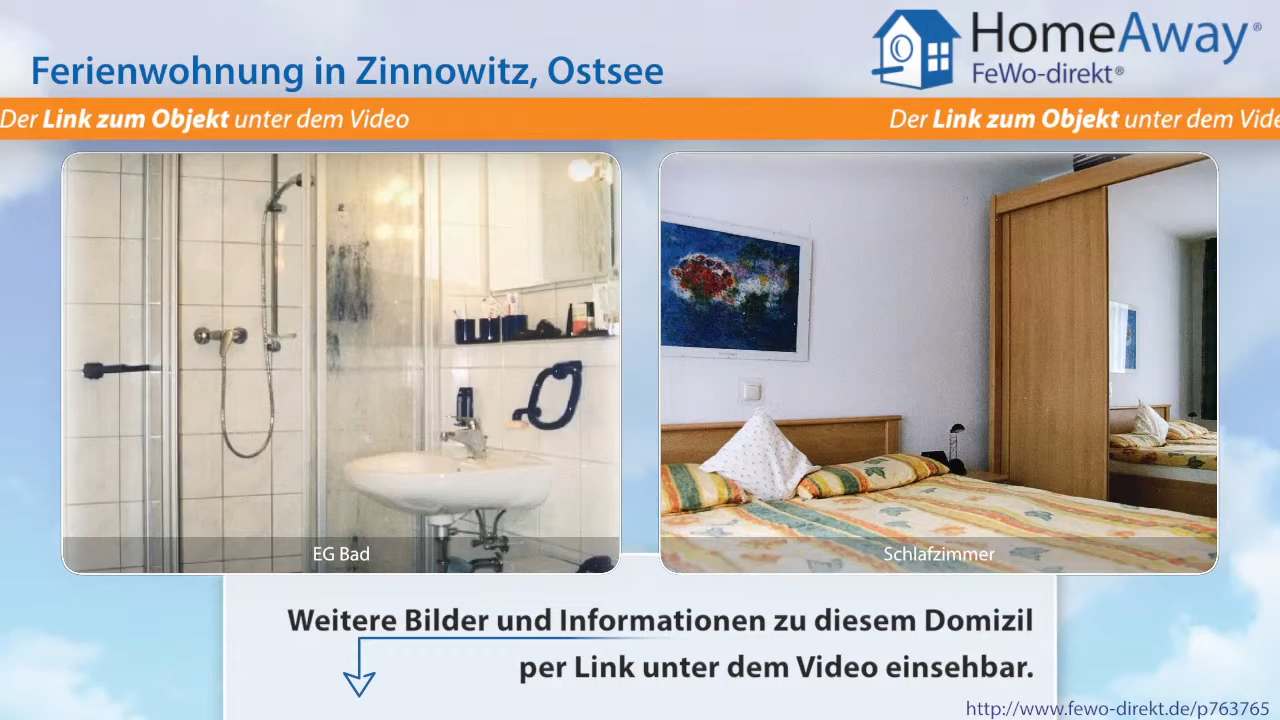 HomeAway®
FeWo-direkt®
Ferienwohnung in Zinnowitz, Ostsee
Der Link zum Objekt unter dem Video
Der Link zum Objekt unter dem Vide
EG Bad
Schlafzimmer
Weitere Bilder und Informationen zu diesem Domizil
per Link unter dem Video einsehbar.
http://www.fewo-direkt.de/p763765